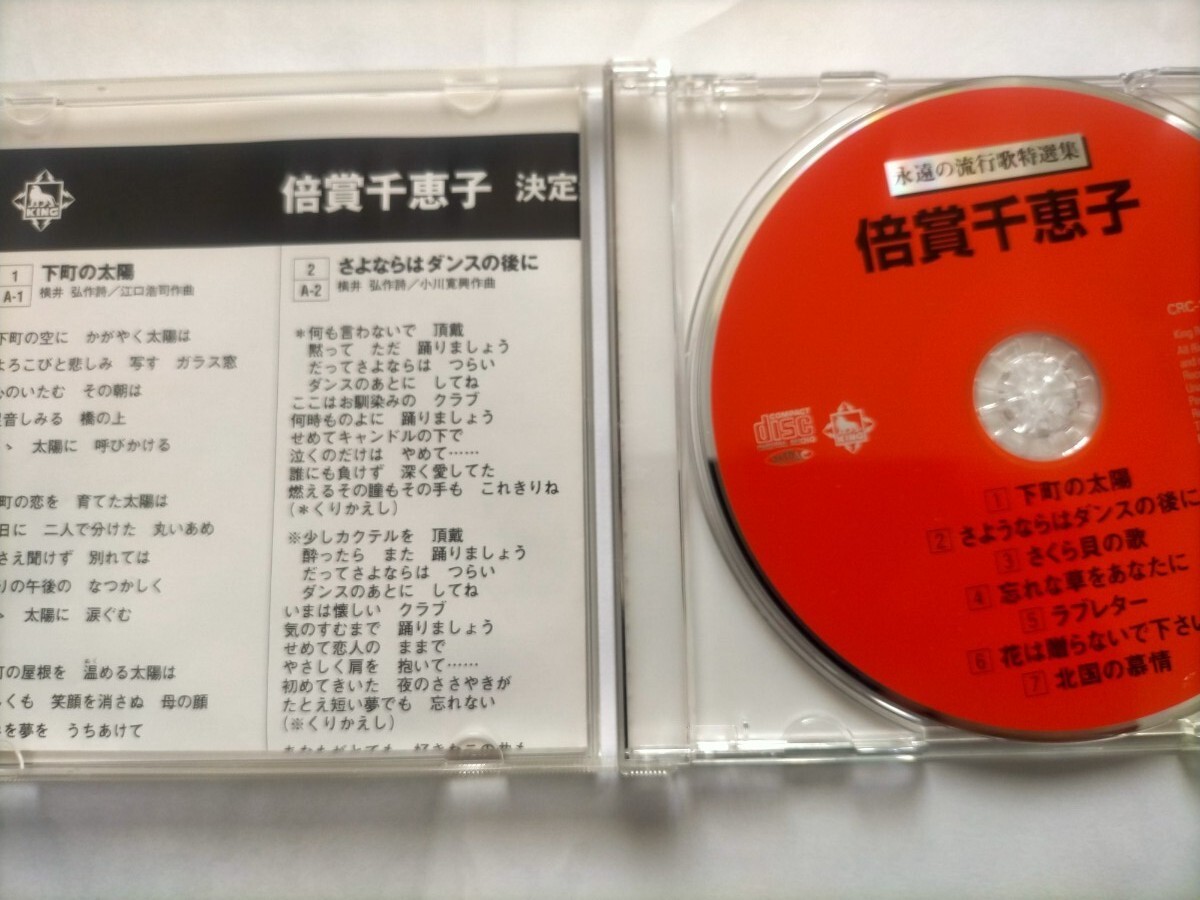 KING
倍賞千恵子 決定
1
A-1
下町の太陽
横井 弘作詩／江口浩司作曲
下町の空に かがやく太陽は
よろこびと悲しみ 写す ガラス窓
心のいたむ その朝は
音しみる 橋の上
太陽に 呼びかける
町の恋を 育てた太陽は
日に 二人で分けた 丸いあめ
さえ聞けず 別れては
りの午後の なつかしく
太陽に 涙ぐむ
町の屋根を 温める太陽は
しくも 笑顔を消さぬ 母の顔
を夢を うちあけて
2
A-2
さよならはダンスの後に
横井 弘作詩／小川寛興作曲
＊何も言わないで 頂戴
黙って ただ 踊りましょう
だってさよならは つらい
ダンスのあとに してね
ここはお馴染みの クラブ
何時ものよに 踊りましょう
せめてキャンドルの下で
泣くのだけは やめて……
誰にも負けず 深く愛してた
燃えるその瞳もその手も これきりね
（＊くりかえし）
※少しカクテルを 頂戴
酔ったら また 踊りましょう
だってさよならは つらい
ダンスのあとに してね
いまは懐しい クラブ
気のすむまで 踊りましょう
せめて恋人の ままで
やさしく肩を 抱いて……
初めてきいた 夜のささやきが
たとえ短い夢でも 忘れない
（※くりかえし）
永遠の流行歌特選集
倍賞千恵子
CRC-
COMPACT
disc
DIGITAL AUDIO
KING
1 下町の太陽
2 さようならはダンスの後に
3 さくら貝の歌
4 忘れな草をあなたに
5 ラブレター
6 花は贈らないで下さい
7 北国の慕情